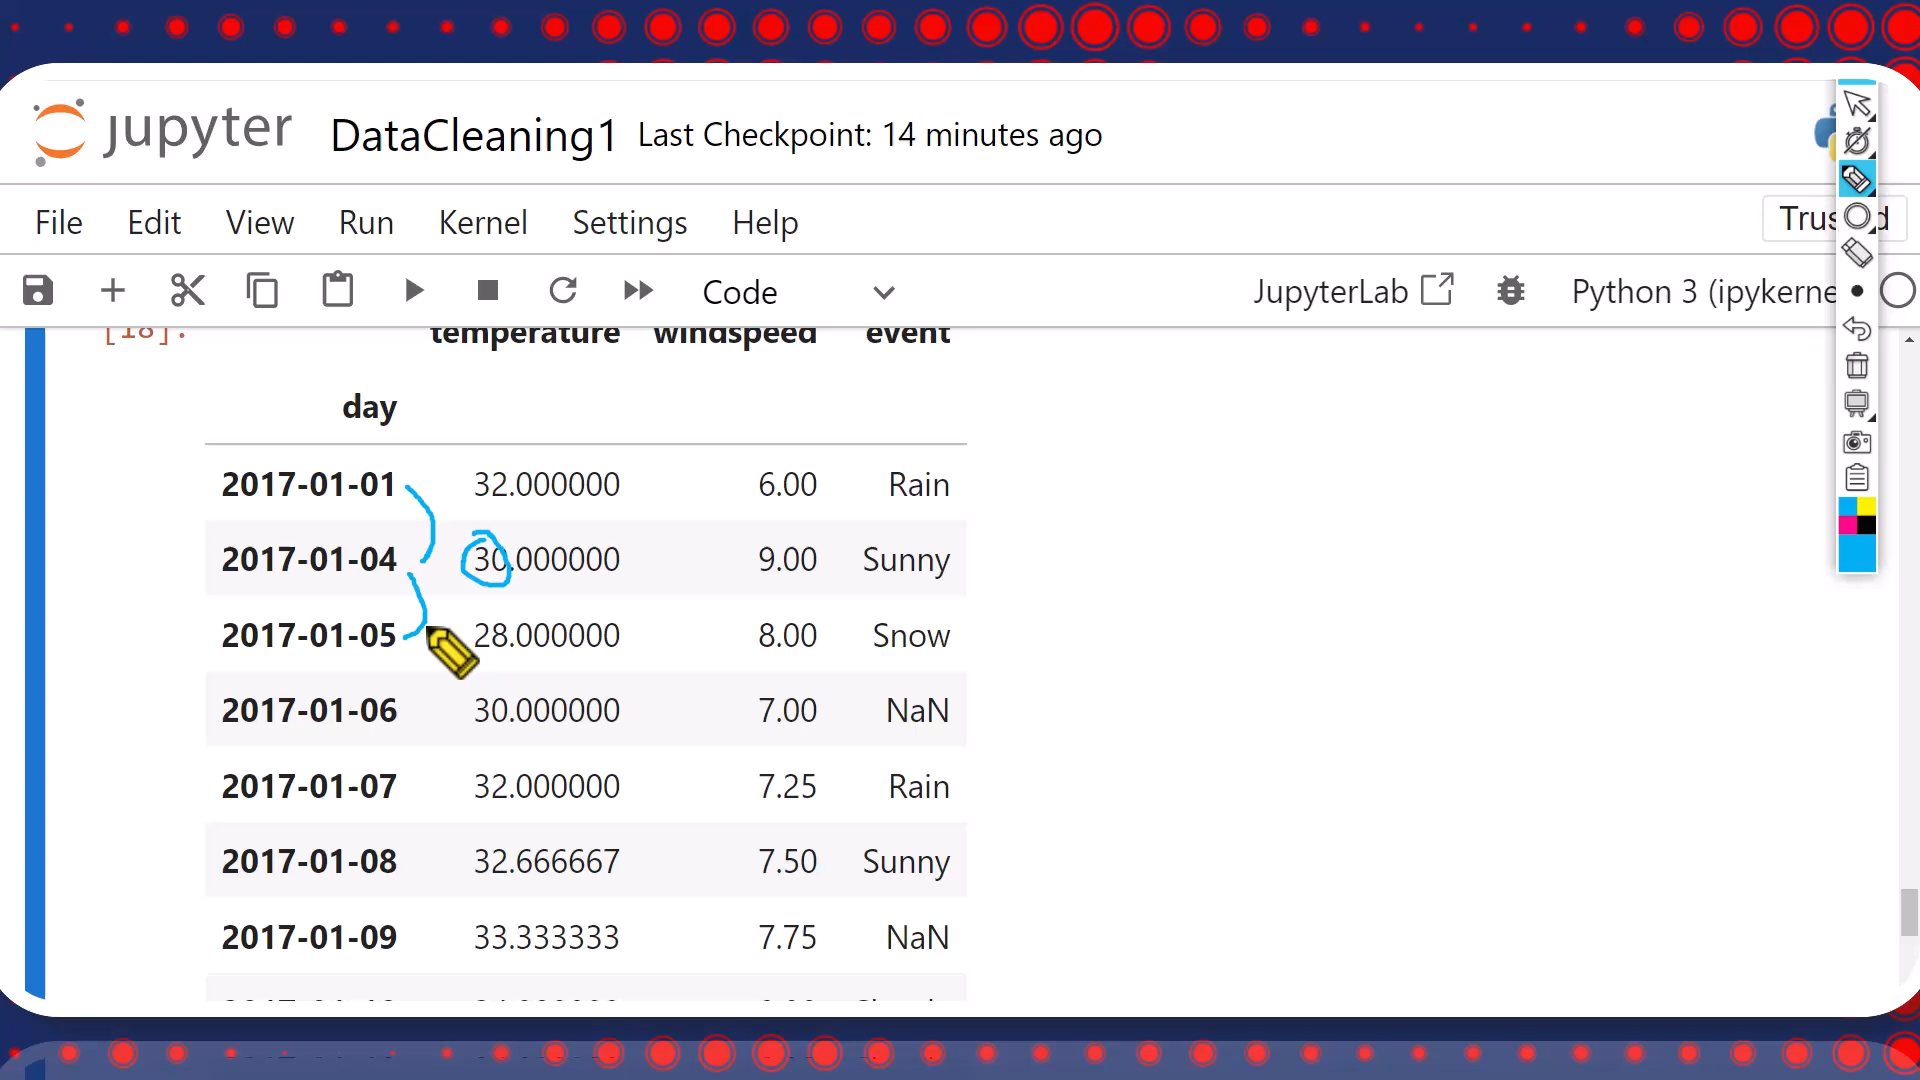 jupyter DataCleaning1 Last Checkpoint: 14 minutes ago
File Edit View Run Kernel Settings Help
Code JupyterLab Python 3 (ipykerne
[18]: temperature windspeed event
day
2017-01-01 32.000000 6.00 Rain
2017-01-04 30.000000 9.00 Sunny
2017-01-05 28.000000 8.00 Snow
2017-01-06 30.000000 7.00 NaN
2017-01-07 32.000000 7.25 Rain
2017-01-08 32.666667 7.50 Sunny
2017-01-09 33.333333 7.75 NaN